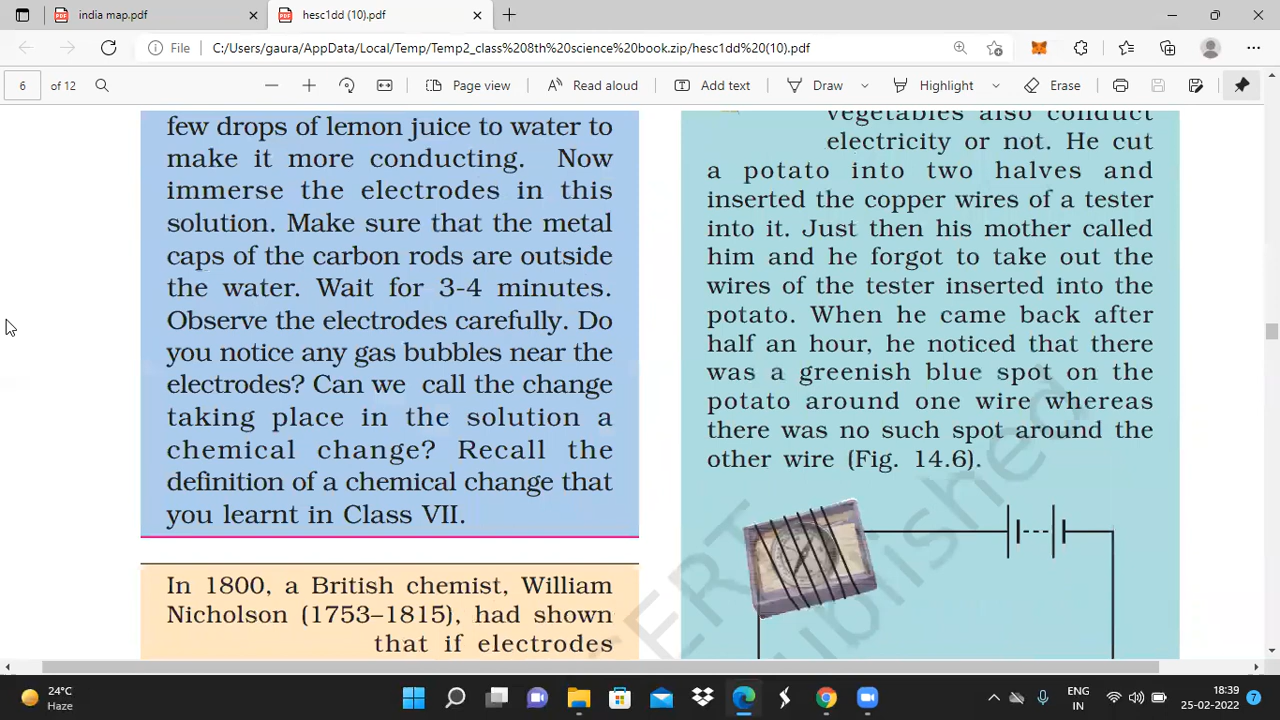 india map.pdf
hesc1dd (10).pdf
File
C:/Users/gaura/AppData/Local/Temp/Temp2_class%208th%20science%20book.zip/hesc1dd%20(10).pdf
6 of 12
Page view
Read aloud
Add text
Draw
Highlight
Erase
few drops of lemon juice to water to
make it more conducting. Now
immerse the electrodes in this
solution. Make sure that the metal
caps of the carbon rods are outside
the water. Wait for 3-4 minutes.
Observe the electrodes carefully. Do
you notice any gas bubbles near the
electrodes? Can we call the change
taking place in the solution a
chemical change? Recall the
definition of a chemical change that
you learnt in Class VII.
In 1800, a British chemist, William
Nicholson (1753–1815), had shown
that if electrodes
vegetables also conduct
electricity or not. He cut
a potato into two halves and
inserted the copper wires of a tester
into it. Just then his mother called
him and he forgot to take out the
wires of the tester inserted into the
potato. When he came back after
half an hour, he noticed that there
was a greenish blue spot on the
potato around one wire whereas
there was no such spot around the
other wire (Fig. 14.6).
24°C
Haze
ENG
IN
18:39
25-02-2022
7